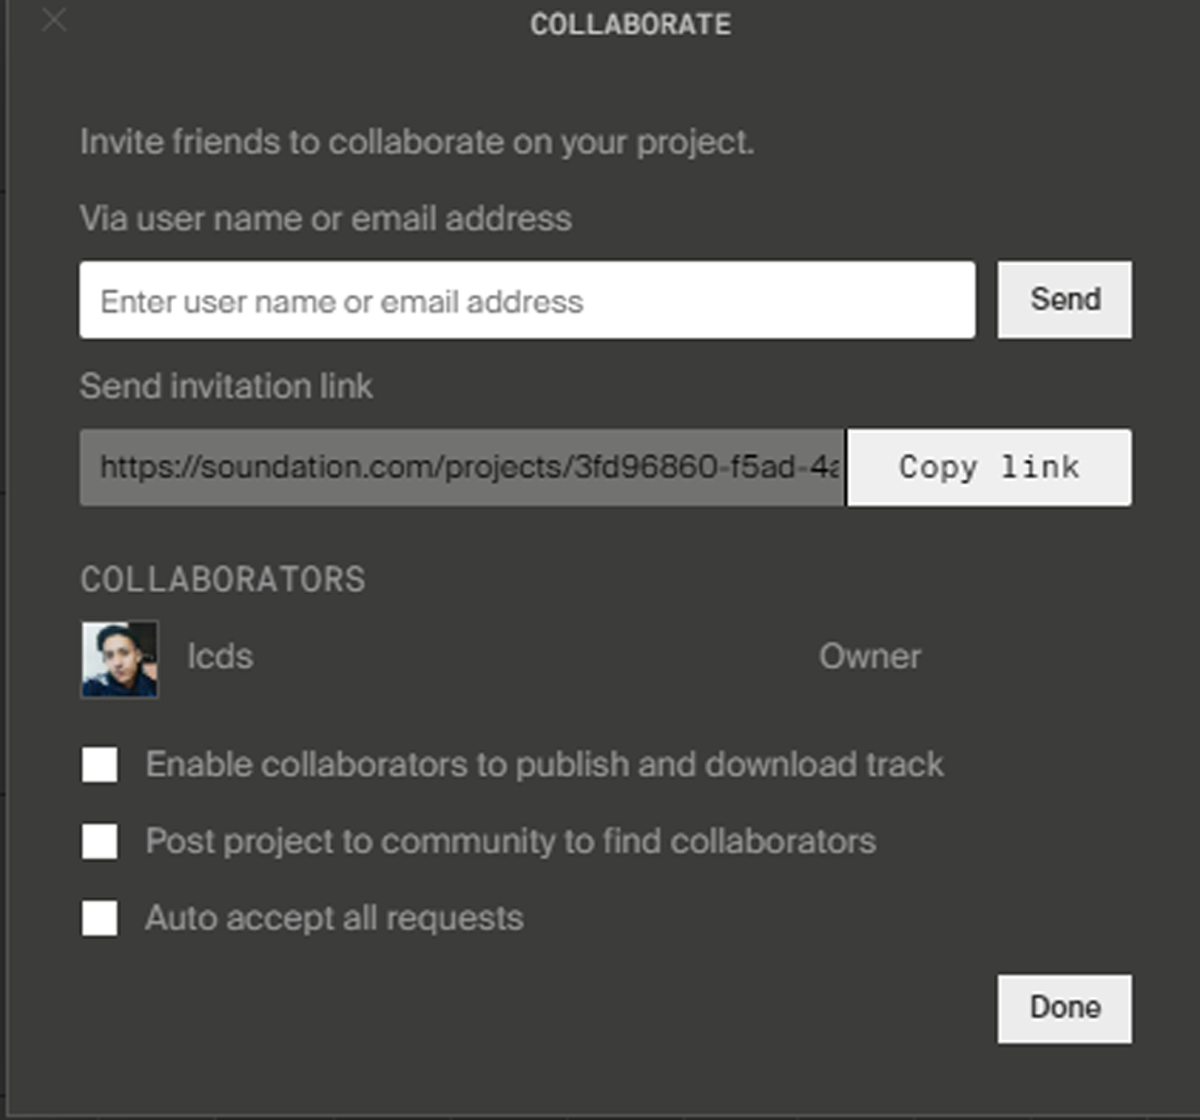 COLLABORATE
Invite friends to collaborate on your project.
Via user name or email address
Enter user name or email address
Send
Send invitation link
https://soundation.com/projects/3fd96860-f5ad-4a
Copy link
COLLABORATORS
lcds
Owner
Enable collaborators to publish and download track
Post project to community to find collaborators
Auto accept all requests
Done